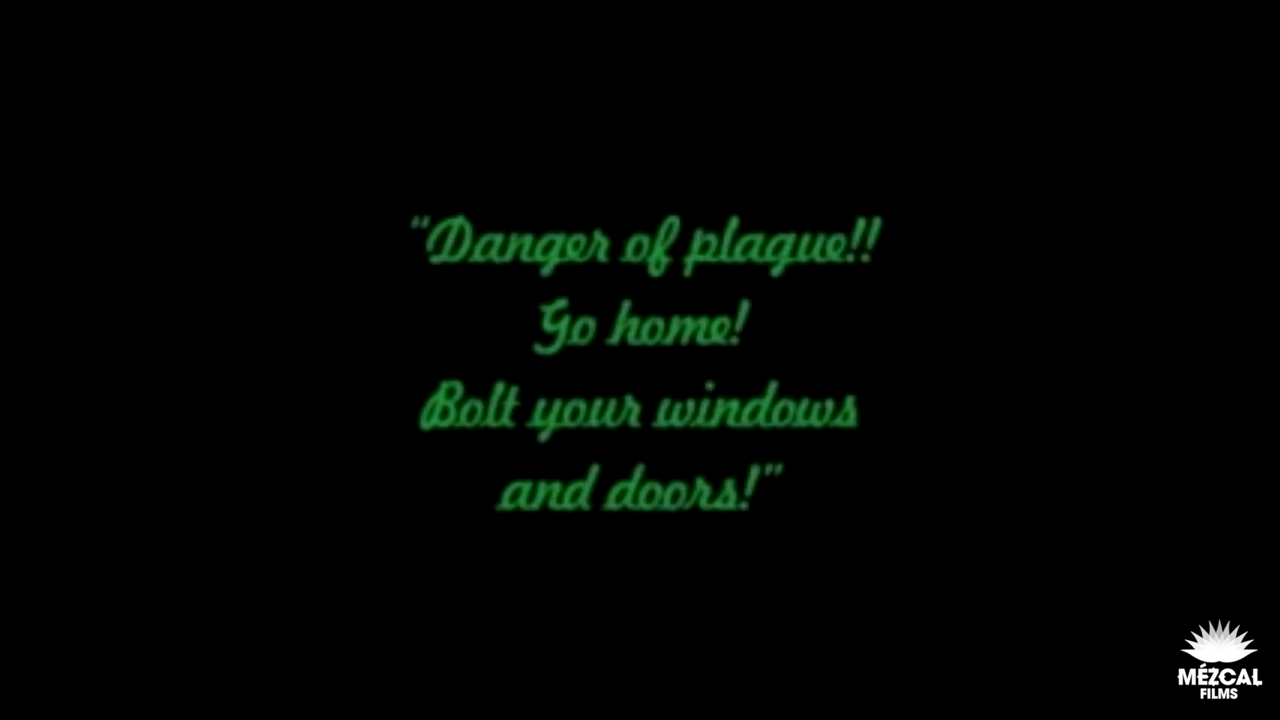 “Danger of plague!!
Go home!
Bolt your windows
and doors!”
MÉZCAL
FILMS